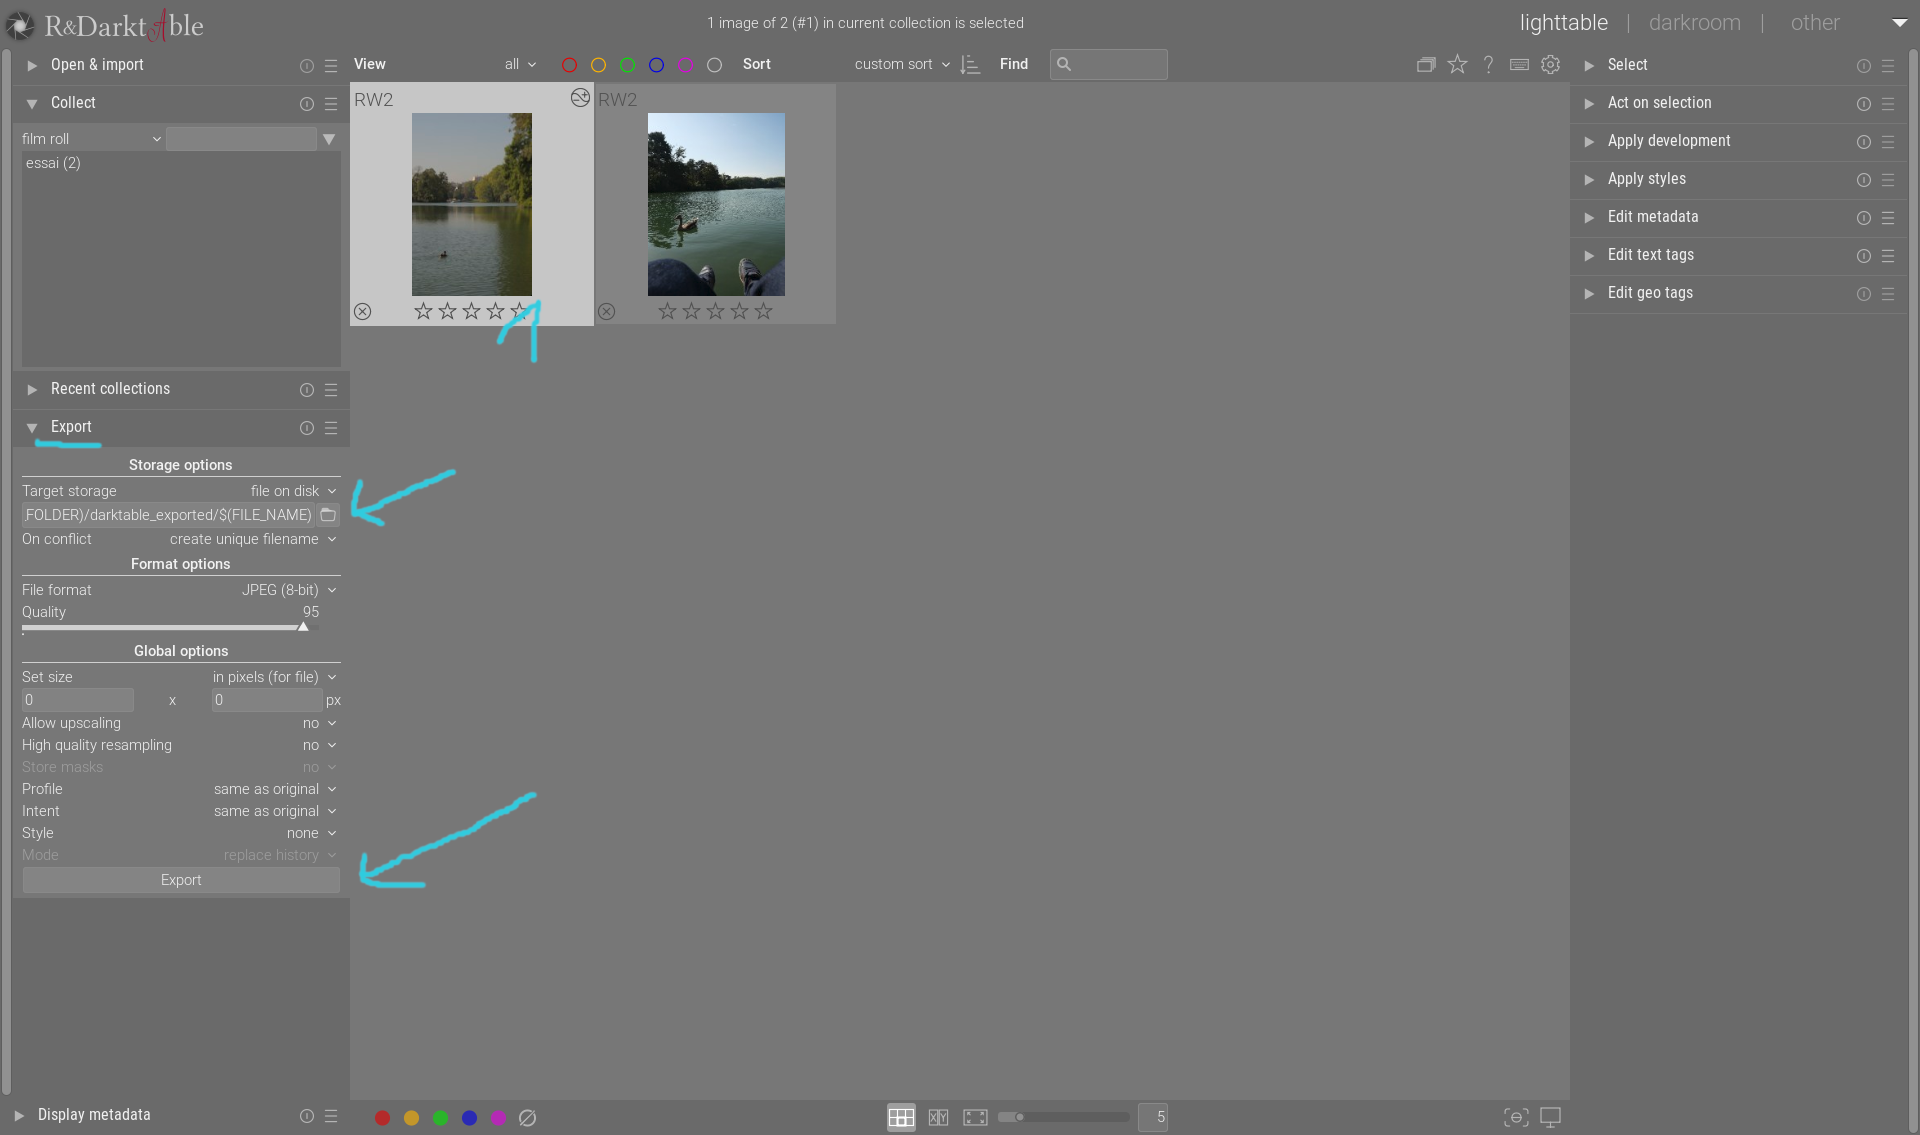 R&DarktAble
1 image of 2 (#1) in current collection is selected
lighttable | darkroom | other
Open & import
Collect
film roll
essai (2)
Recent collections
Export
Storage options
Target storage file on disk
FOLDER)/darktable_exported/$(FILE_NAME)
On conflict create unique filename
Format options
File format JPEG (8-bit)
Quality 95
Global options
Set size in pixels (for file)
0 x 0 px
Allow upscaling no
High quality resampling no
Store masks no
Profile same as original
Intent same as original
Style none
Mode replace history
Export
Display metadata
View all Sort custom sort Find
RW2
RW2
5
Select
Act on selection
Apply development
Apply styles
Edit metadata
Edit text tags
Edit geo tags